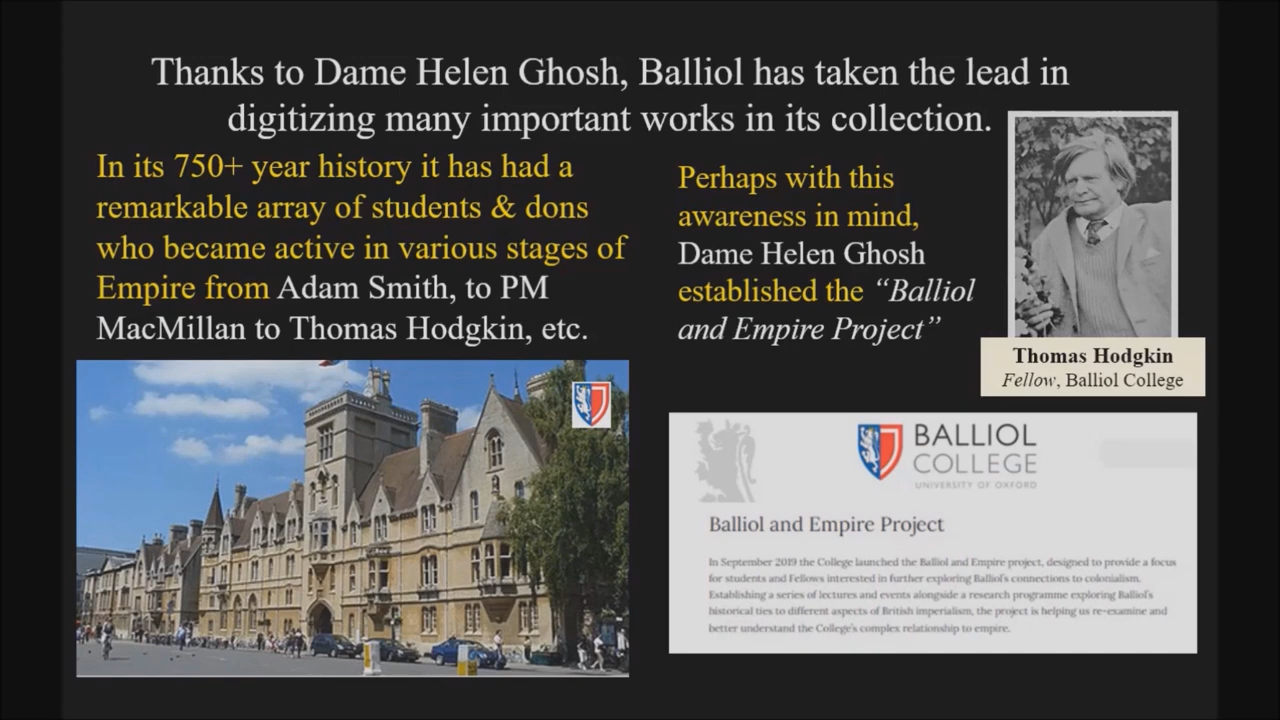 Thanks to Dame Helen Ghosh, Balliol has taken the lead in
digitizing many important works in its collection.
In its 750+ year history it has had a
remarkable array of students & dons
who became active in various stages of
Empire from Adam Smith, to PM
MacMillan to Thomas Hodgkin, etc.
Perhaps with this
awareness in mind,
Dame Helen Ghosh
established the “Balliol
and Empire Project”
Thomas Hodgkin
Fellow, Balliol College
BALLIOL
COLLEGE
UNIVERSITY OF OXFORD
Balliol and Empire Project
In September 2019 the College launched the Balliol and Empire project, designed to provide a focus
for students and Fellows interested in further exploring Balliol's connections to colonialism.
Establishing a series of lectures and events alongside a research programme exploring Balliol's
historical ties to different aspects of British imperialism, the project is helping us re-examine and
better understand the College's complex relationship to empire.